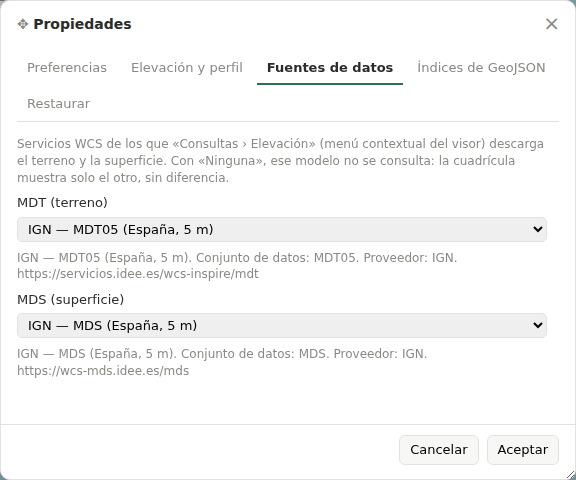 Propiedades
Preferencias
Elevación y perfil
Fuentes de datos
Índices de GeoJSON
Restaurar
Servicios WCS de los que «Consultas › Elevación» (menú contextual del visor) descarga
el terreno y la superficie. Con «Ninguna», ese modelo no se consulta: la cuadrícula
muestra solo el otro, sin diferencia.
MDT (terreno)
IGN — MDT05 (España, 5 m)
IGN — MDT05 (España, 5 m). Conjunto de datos: MDT05. Proveedor: IGN.
https://servicios.idee.es/wcs-inspire/mdt
MDS (superficie)
IGN — MDS (España, 5 m)
IGN — MDS (España, 5 m). Conjunto de datos: MDS. Proveedor: IGN.
https://wcs-mds.idee.es/mds
Cancelar
Aceptar